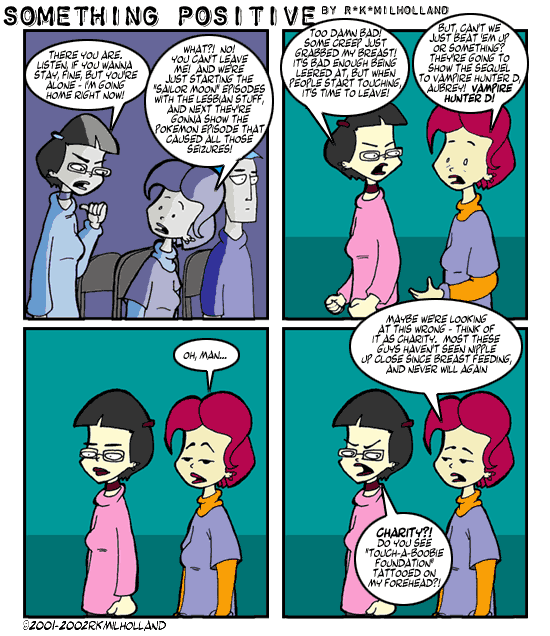 SOMETHING POSITIVE BY R*K*MILHOLLAND
THERE YOU ARE.
LISTEN, IF YOU WANNA
STAY, FINE, BUT YOU'RE
ALONE - I'M GOING
HOME RIGHT NOW!
WHAT?! NO!
YOU CAN'T LEAVE
ME! AND WE'RE
JUST STARTING THE
"SAILOR MOON" EPISODES
WITH THE LESBIAN STUFF,
AND NEXT THEY'RE
GONNA SHOW THE
POKEMON EPISODE THAT
CAUSED ALL THOSE
SEIZURES!
TOO DAMN BAD!
SOME CREEP JUST
GRABBED MY BREAST!
IT'S BAD ENOUGH BEING
LEERED AT, BUT WHEN
PEOPLE START TOUCHING,
IT'S TIME TO LEAVE!
BUT, CAN'T WE
JUST BEAT 'EM UP
OR SOMETHING?
THEY'RE GOING TO
SHOW THE SEQUEL
TO VAMPIRE HUNTER D,
AUBREY! VAMPIRE
HUNTER D!
OH, MAN...
MAYBE WE'RE LOOKING
AT THIS WRONG - THINK OF
IT AS CHARITY. MOST THESE
GUYS HAVEN'T SEEN NIPPLE
UP CLOSE SINCE BREAST FEEDING,
AND NEVER WILL AGAIN
CHARITY?!
DO YOU SEE
"TOUCH-A-BOOBIE
FOUNDATION"
TATTOOED ON
MY FOREHEAD?!
©2001-2002RKMILHOLLAND